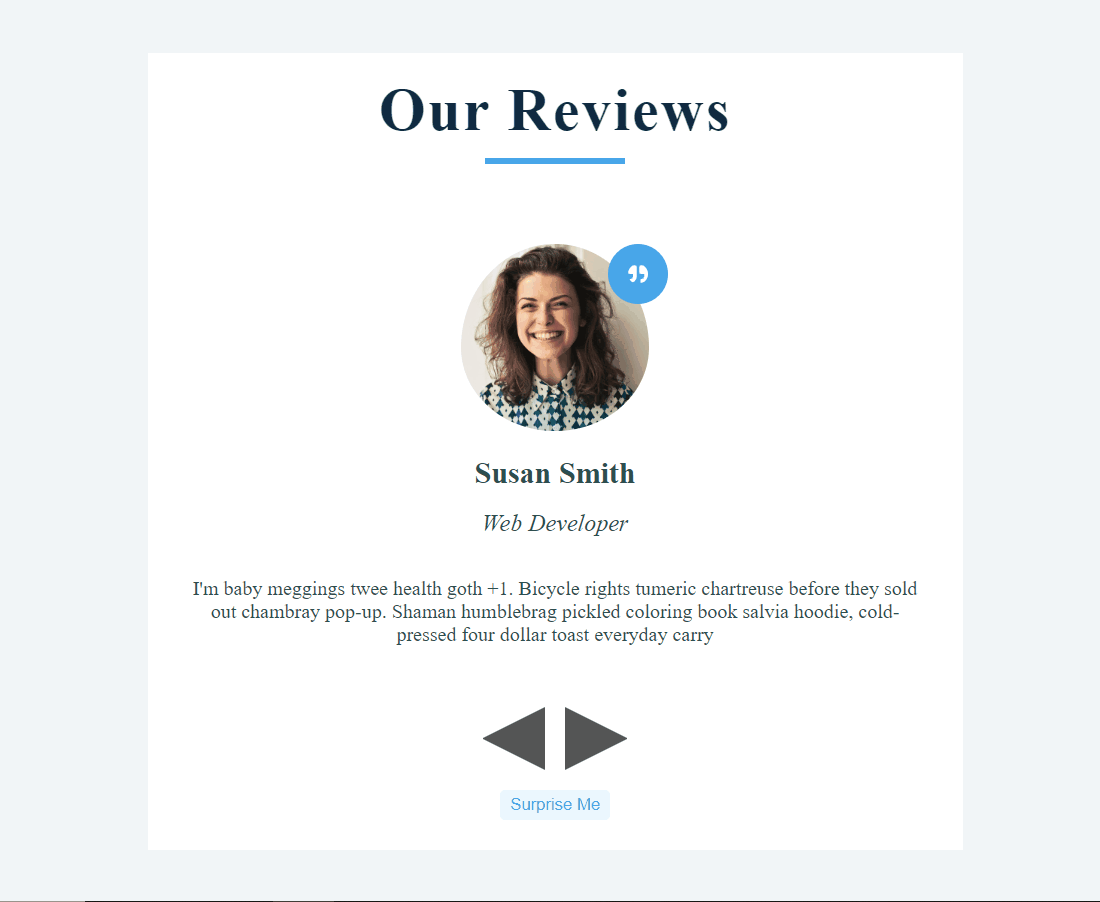 Our Reviews
”
Susan Smith
Web Developer
I'm baby meggings twee health goth +1. Bicycle rights tumeric chartreuse before they sold
out chambray pop-up. Shaman humblebrag pickled coloring book salvia hoodie, cold-
pressed four dollar toast everyday carry
Surprise Me